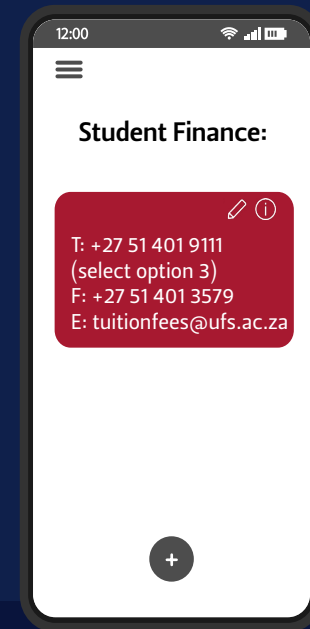 12:00
Student Finance:
T: +27 51 401 9111
(select option 3)
F: +27 51 401 3579
E: tuitionfees@ufs.ac.za
+